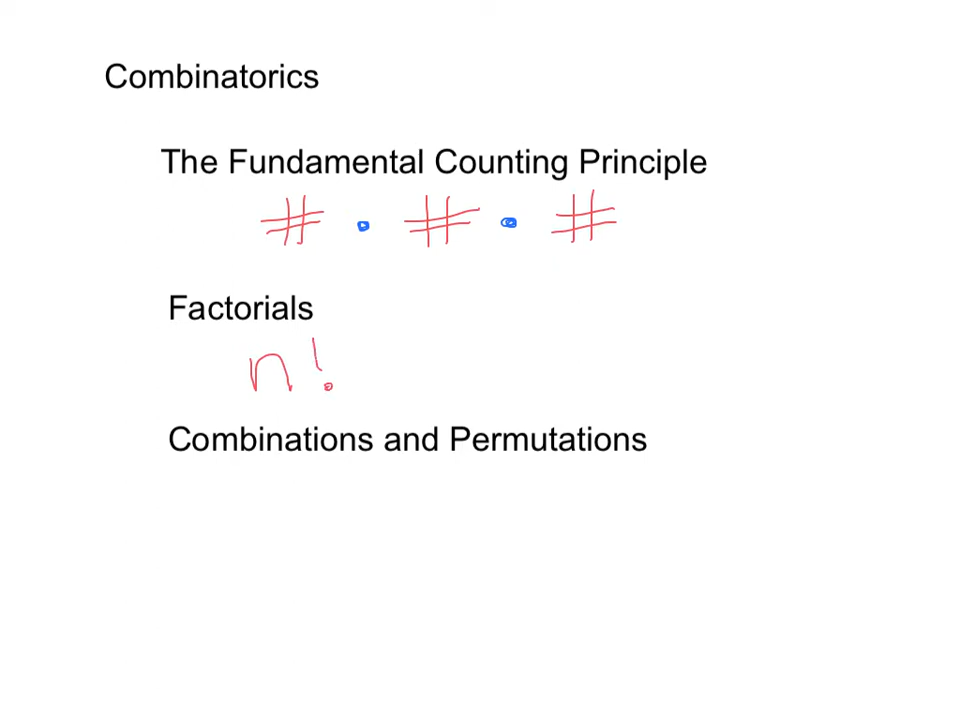 Combinatorics
The Fundamental Counting Principle
# · # · #
Factorials
n!
Combinations and Permutations